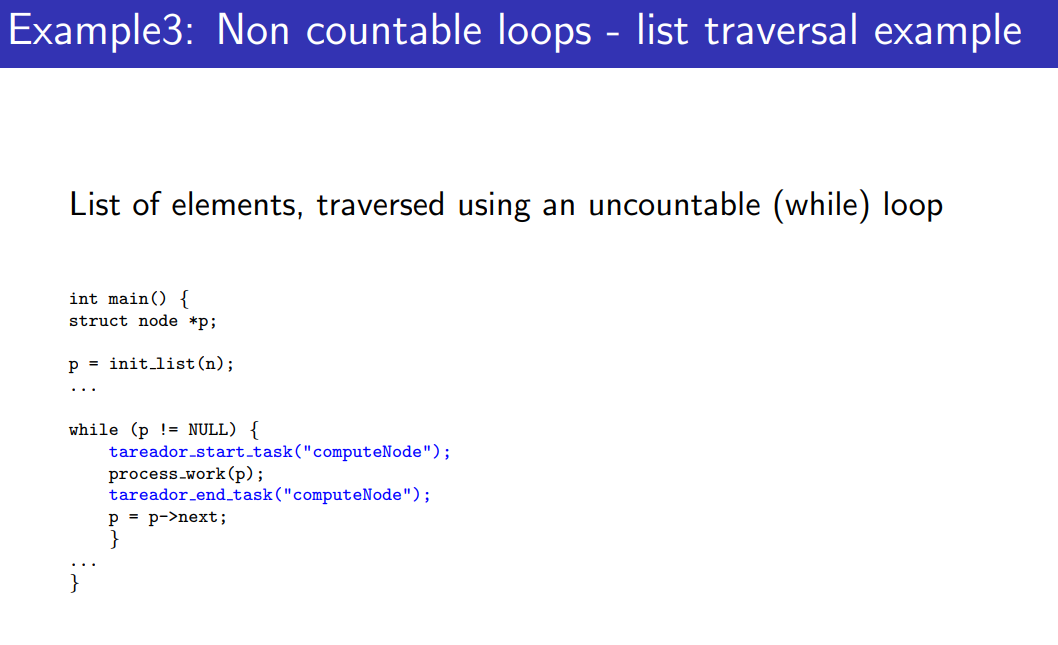 Example3: Non countable loops - list traversal example
List of elements, traversed using an uncountable (while) loop
int main() {
struct node *p;
p = init_list(n);
...
while (p != NULL) {
tareador_start_task("computeNode");
process_work(p);
tareador_end_task("computeNode");
p = p->next;
}
...
}